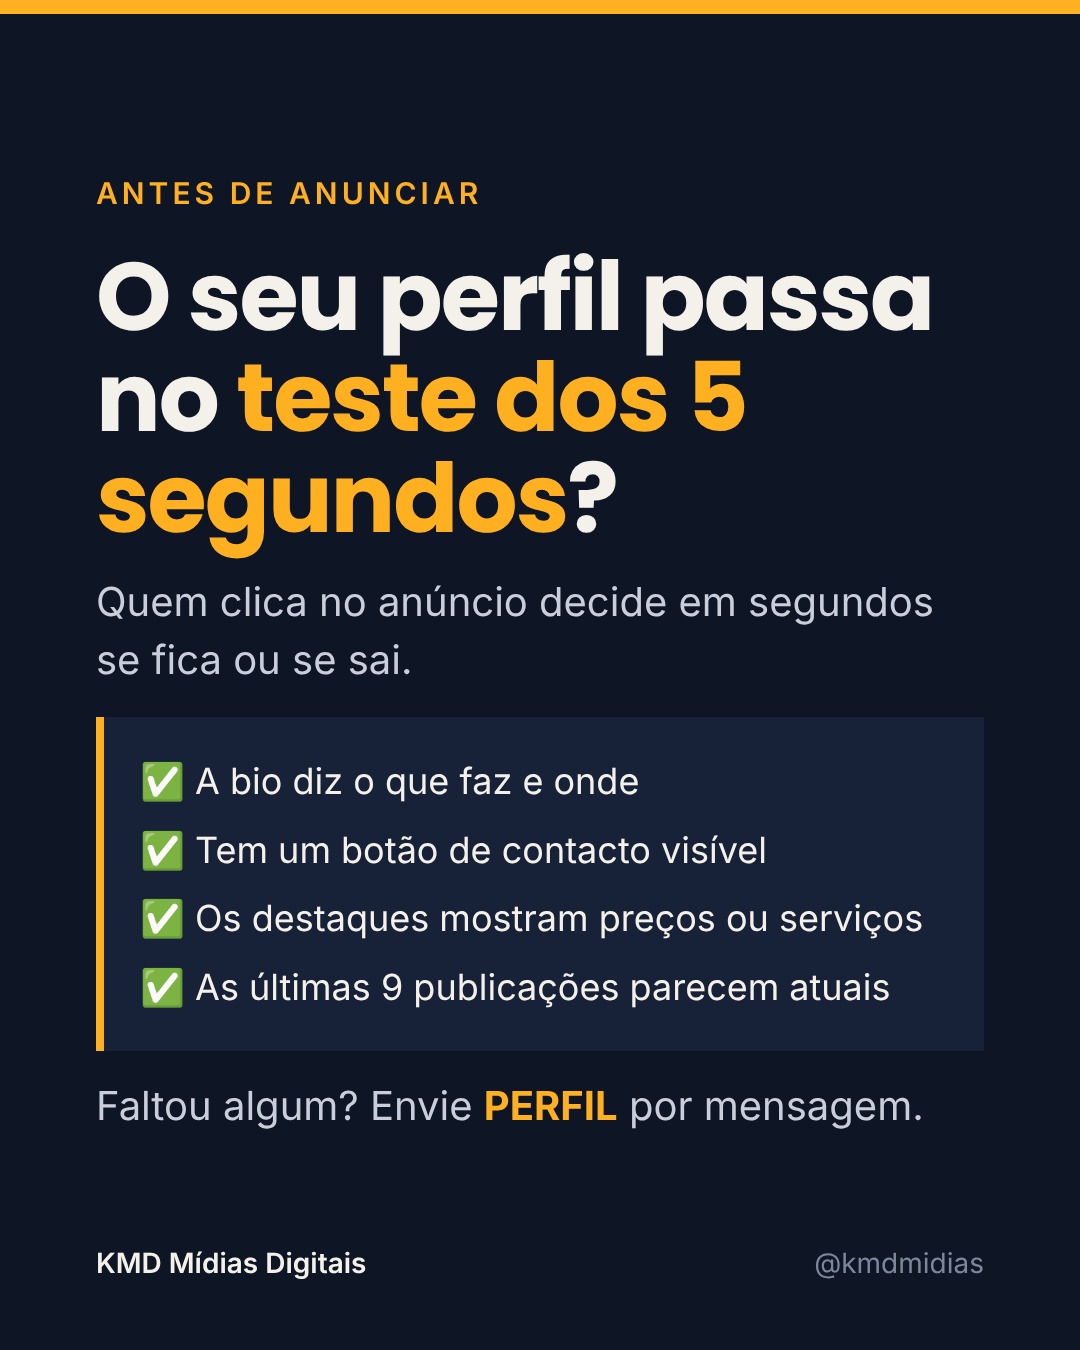 ANTES DE ANUNCIAR
O seu perfil passa
no teste dos 5
segundos?
Quem clica no anúncio decide em segundos
se fica ou se sai.
✅ A bio diz o que faz e onde
✅ Tem um botão de contacto visível
✅ Os destaques mostram preços ou serviços
✅ As últimas 9 publicações parecem atuais
Faltou algum? Envie PERFIL por mensagem.
KMD Mídias Digitais
@kmdmidias